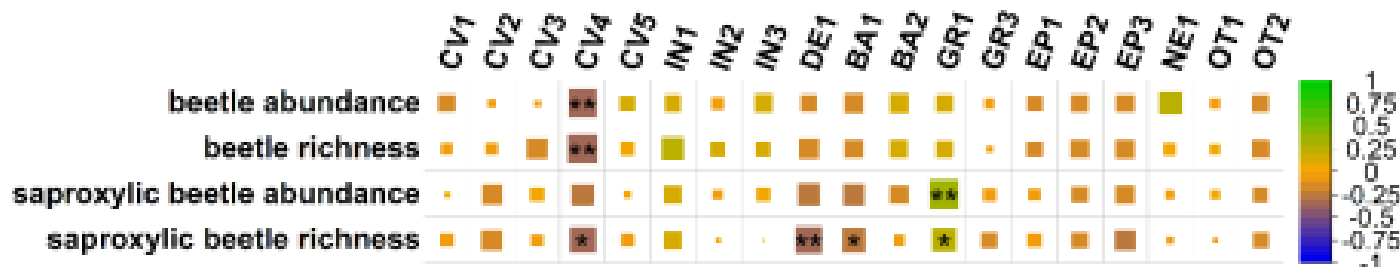 CV1 CV2 CV3 CV4 CV5 IN1 IN2 IN3 DE1 BA1 BA2 GR1 GR3 EP1 EP2 EP3 NE1 OT1 OT2
beetle abundance ** 
beetle richness ** 
saproxylic beetle abundance ** 
saproxylic beetle richness * ** * *
1
0.75
0.5
0.25
0
-0.25
-0.5
-0.75
-1